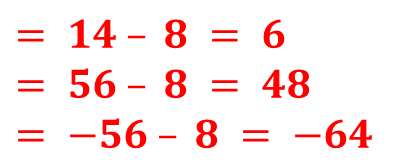 = 14 – 8 = 6
= 56 – 8 = 48
= −56 – 8 = −64